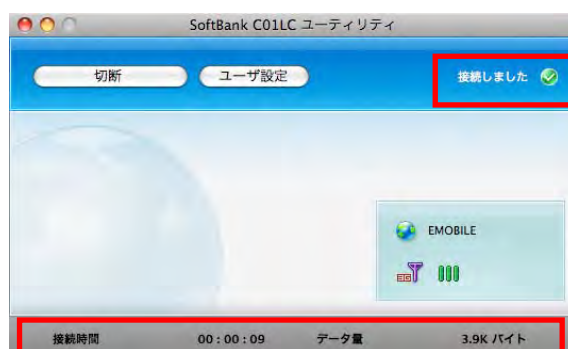 SoftBank C01LC ユーティリティ
切断 ユーザ設定 接続しました
EMOBILE
接続時間 00:00:09 データ量 3.9K バイト